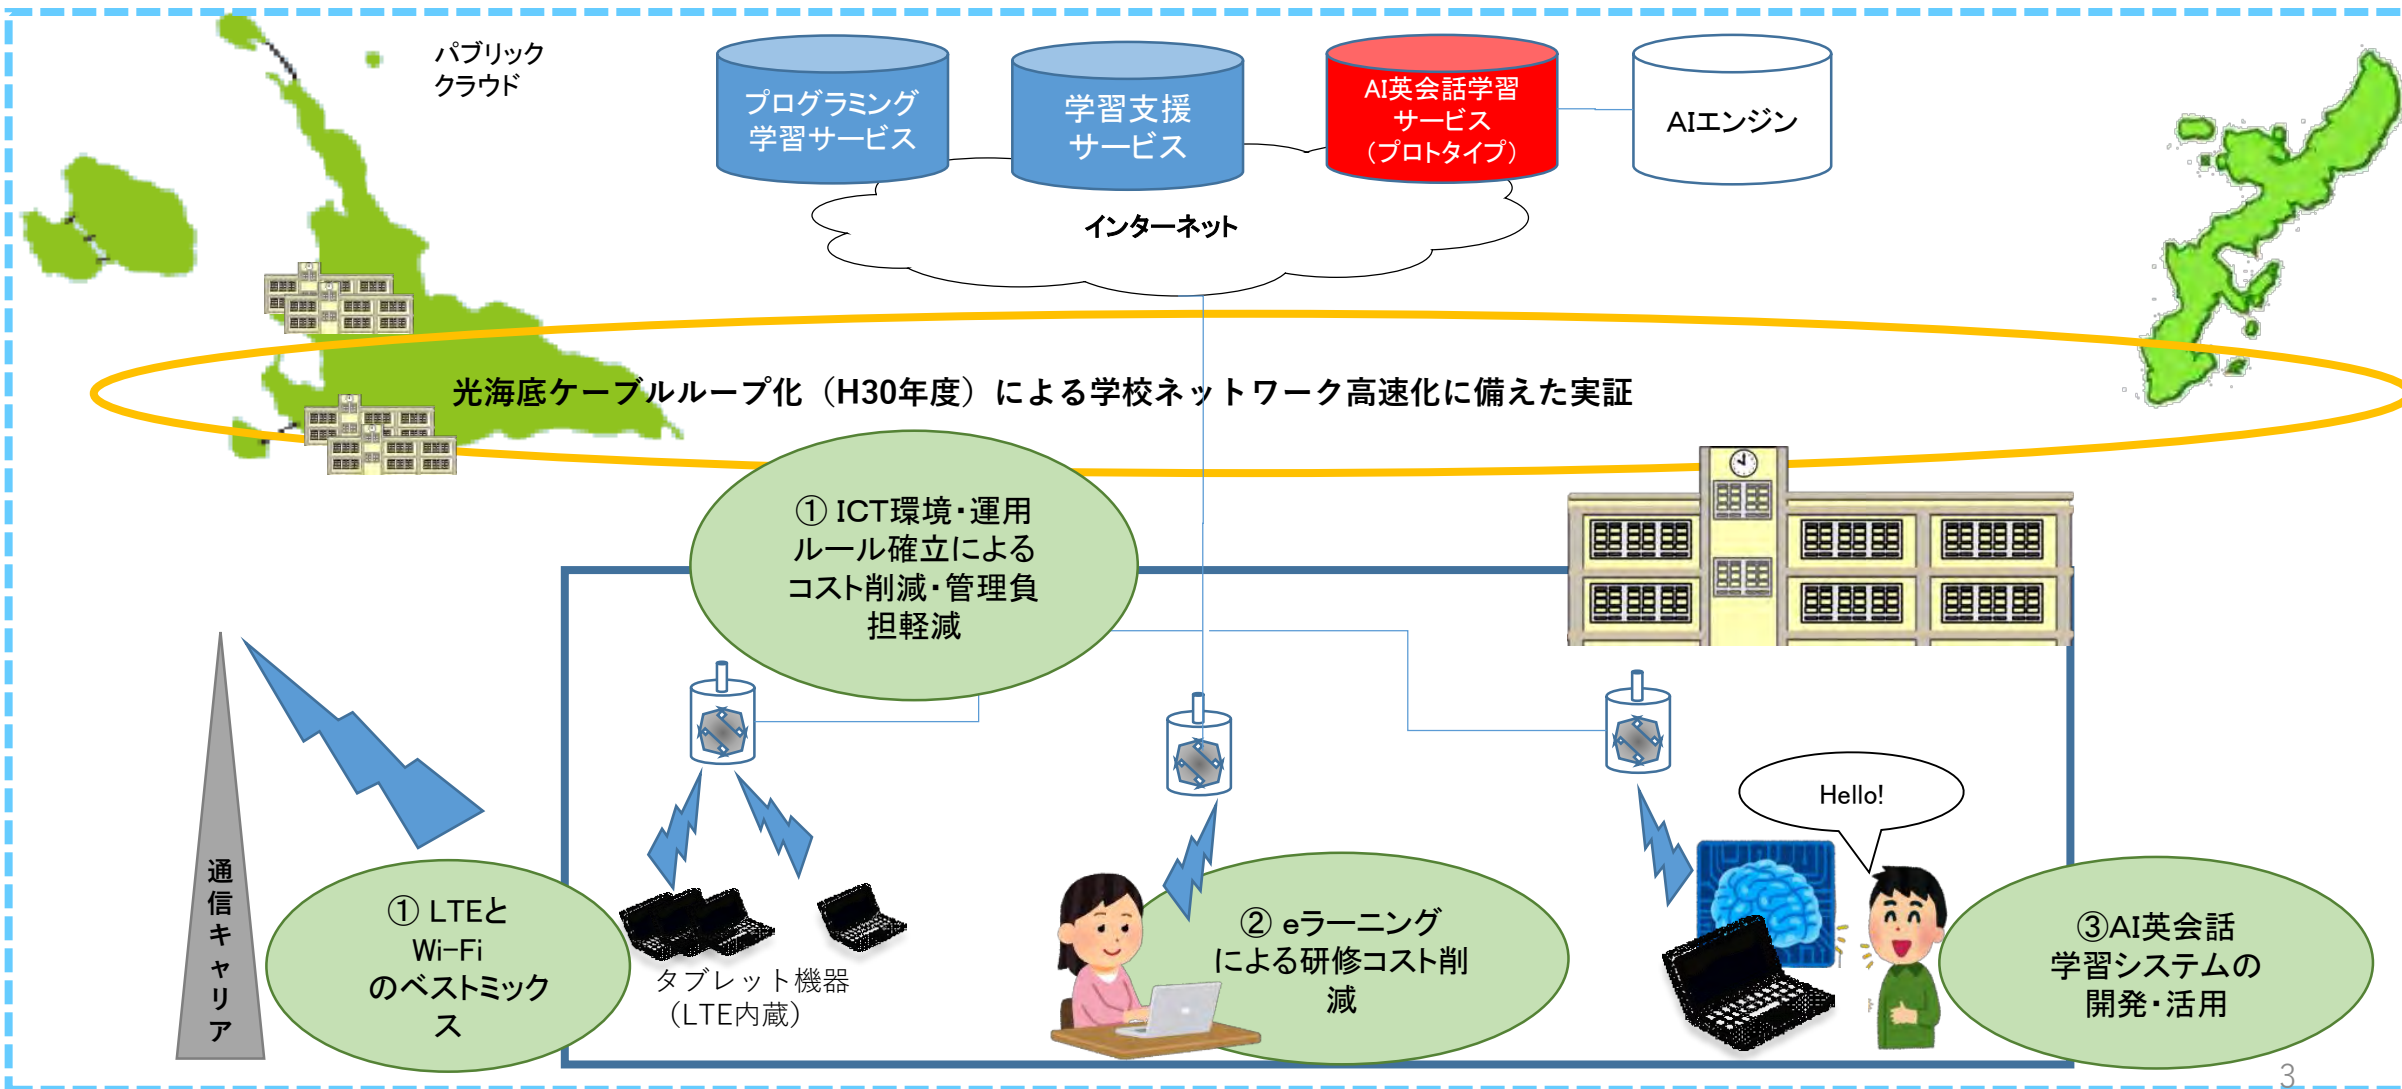 パブリック
クラウド
プログラミング
学習サービス
学習支援
サービス
AI英会話学習
サービス
（プロトタイプ）
AIエンジン
インターネット
光海底ケーブルループ化（H30年度）による学校ネットワーク高速化に備えた実証
① ICT環境・運用
ルール確立による
コスト削減・管理負
担軽減
通信キャリア
① LTEと
Wi-Fi
のベストミック
ス
タブレット機器
（LTE内蔵）
② eラーニング
による研修コスト削
減
Hello!
③AI英会話
学習システムの
開発・活用
3